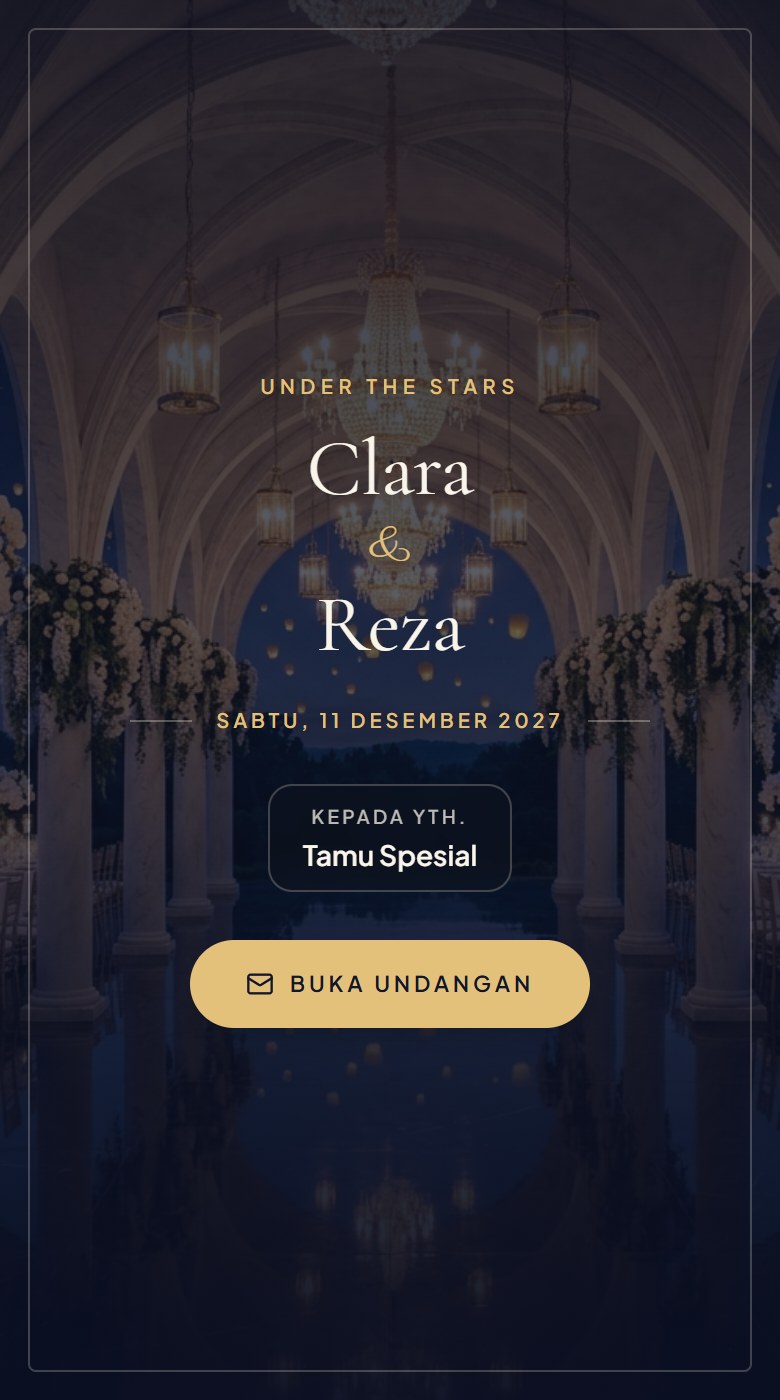 UNDER THE STARS
Clara
&
Reza
SABTU, 11 DESEMBER 2027
KEPADA YTH.
Tamu Spesial
BUKA UNDANGAN